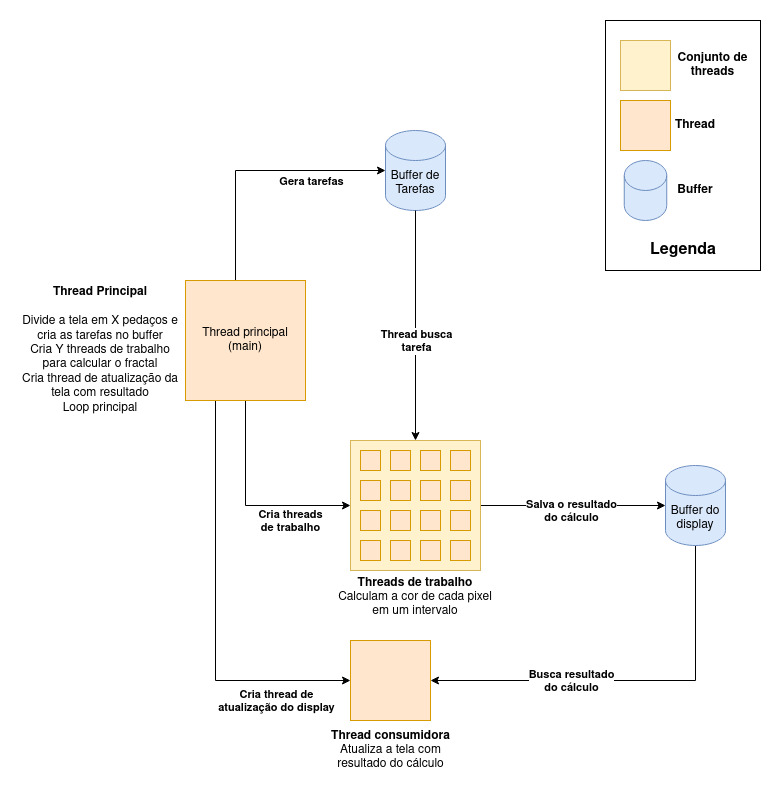 Conjunto de
threads
Thread
Buffer
Legenda
Buffer de
Tarefas
Gera tarefas
Thread Principal
Divide a tela em X pedaços e
cria as tarefas no buffer
Cria Y threads de trabalho
para calcular o fractal
Cria thread de atualização da
tela com resultado
Loop principal
Thread principal
(main)
Thread busca
tarefa
Cria threads
de trabalho
Salva o resultado
do cálculo
Buffer do
display
Threads de trabalho
Calculam a cor de cada pixel
em um intervalo
Cria thread de
atualização do display
Busca resultado
do cálculo
Thread consumidora
Atualiza a tela com
resultado do cálculo